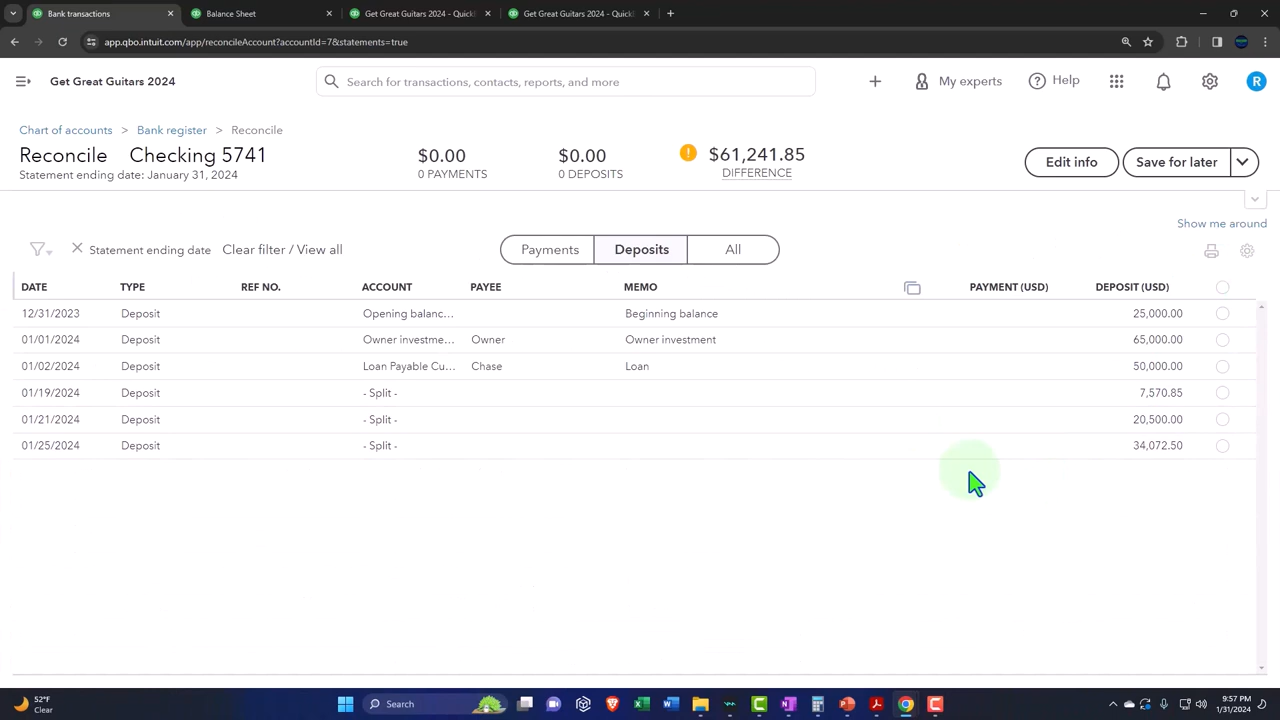 Bank transactions
Balance Sheet
Get Great Guitars 2024 - QuickB
Get Great Guitars 2024 - QuickB
app.qbo.intuit.com/app/reconcileAccount?accountId=7&statements=true
Get Great Guitars 2024
Search for transactions, contacts, reports, and more
My experts
Help
R
Chart of accounts > Bank register > Reconcile
Reconcile Checking 5741
Statement ending date: January 31, 2024
$0.00
0 PAYMENTS
$0.00
0 DEPOSITS
$61,241.85
DIFFERENCE
Edit info
Save for later
Show me around
Statement ending date Clear filter / View all
Payments Deposits All
DATE TYPE REF NO. ACCOUNT PAYEE MEMO PAYMENT (USD) DEPOSIT (USD)
12/31/2023 Deposit Opening balanc... Beginning balance 25,000.00
01/01/2024 Deposit Owner investme... Owner Owner investment 65,000.00
01/02/2024 Deposit Loan Payable Cu... Chase Loan 50,000.00
01/19/2024 Deposit - Split - 7,570.85
01/21/2024 Deposit - Split - 20,500.00
01/25/2024 Deposit - Split - 34,072.50
52°F
Clear
Search
9:57 PM
1/31/2024